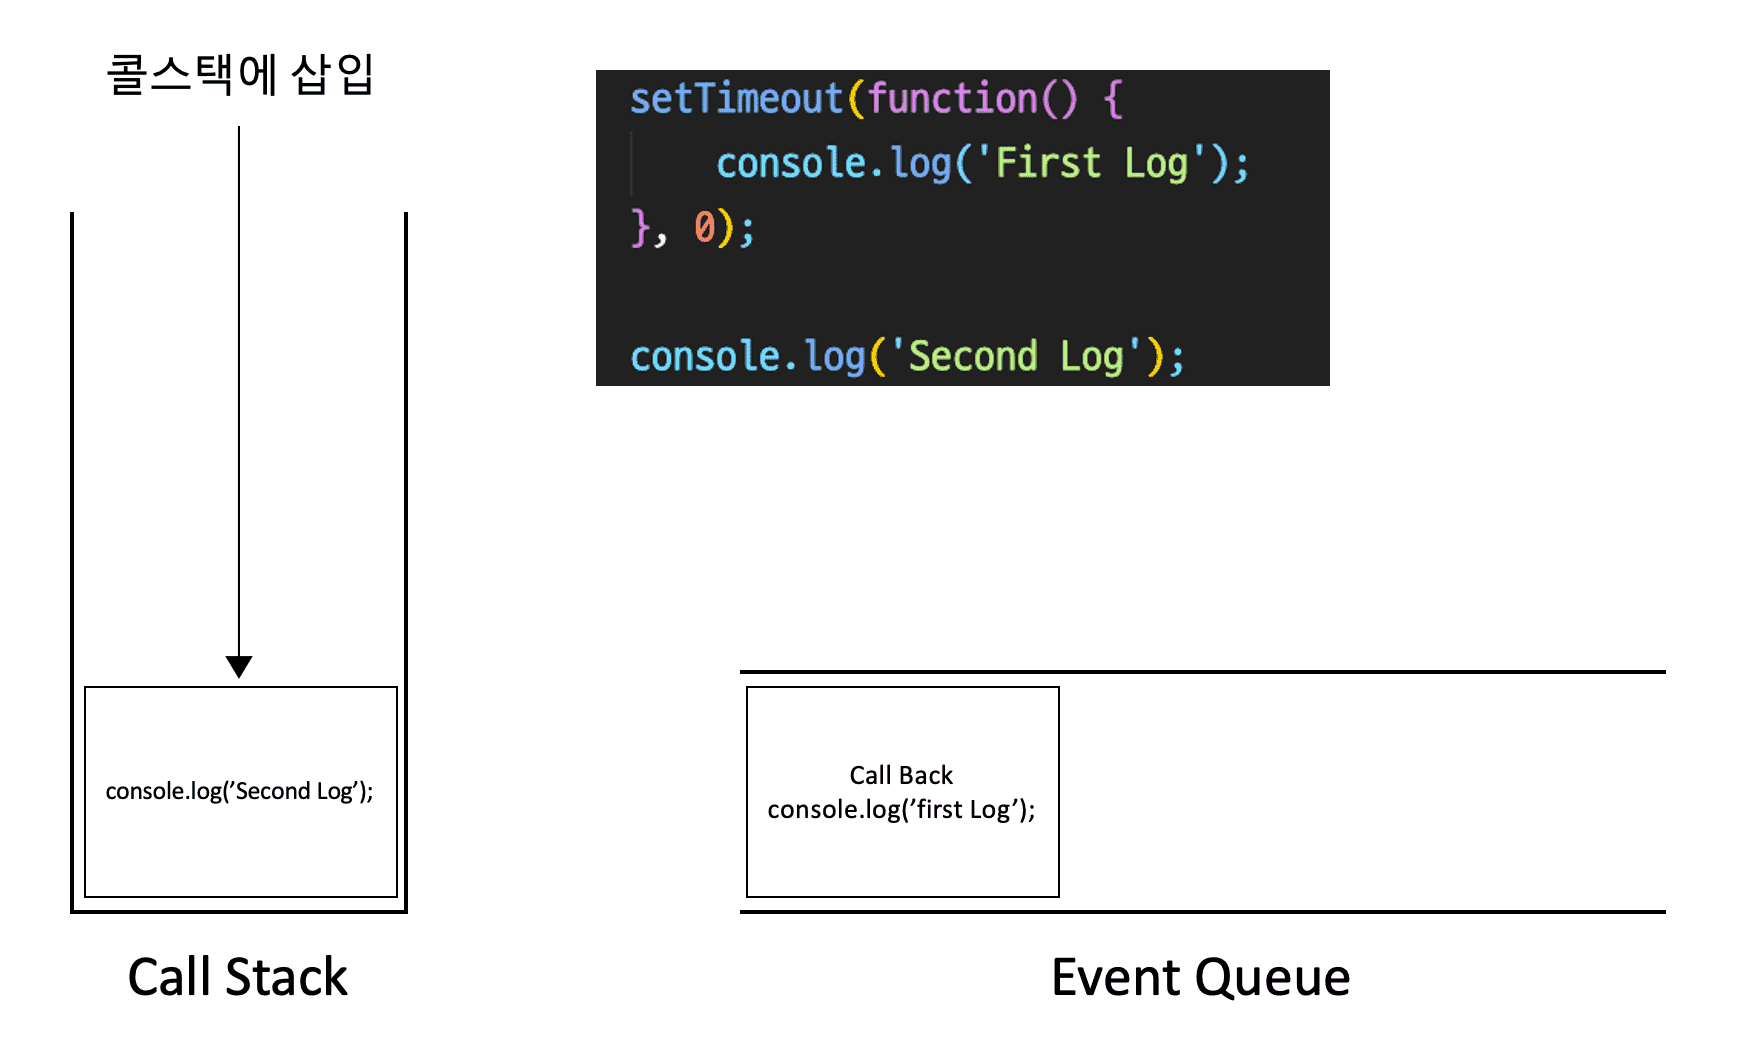 콜스택에 삽입
setTimeout(function() {
    console.log('First Log');
}, 0);
console.log('Second Log');
console.log(’Second Log’);
Call Back
console.log(’first Log’);
Call Stack
Event Queue